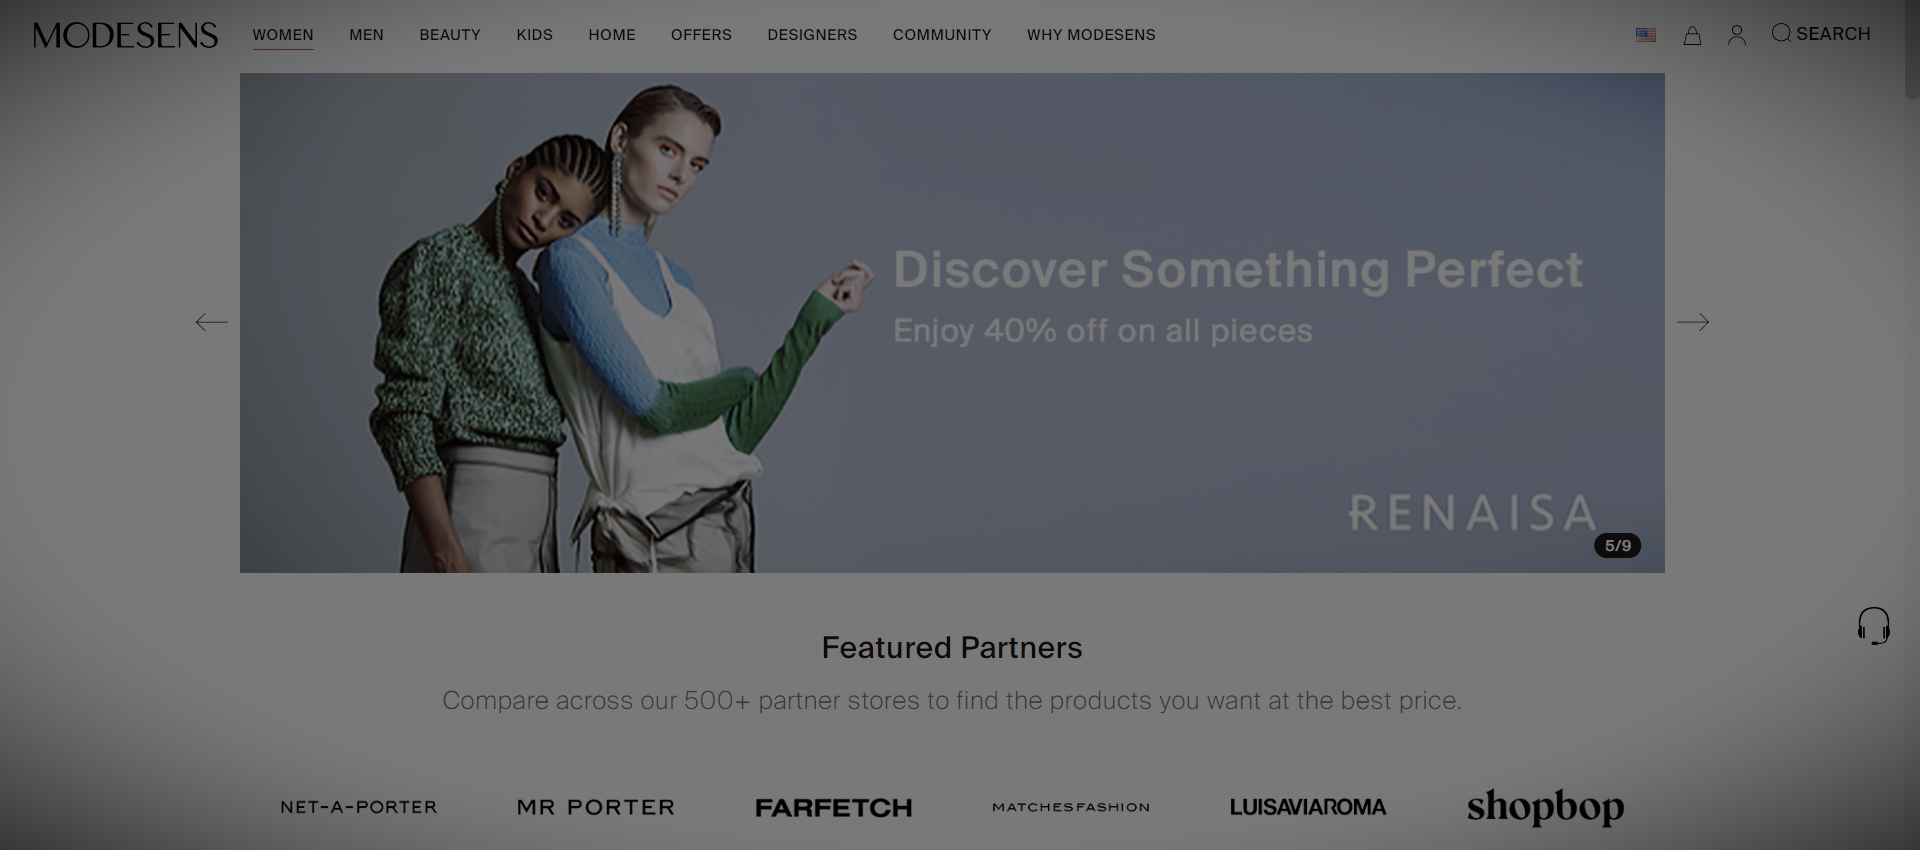 MODESENS
WOMEN MEN BEAUTY KIDS HOME OFFERS DESIGNERS COMMUNITY WHY MODESENS
SEARCH
Discover Something Perfect
Enjoy 40% off on all pieces
RENAISA
5/9
Featured Partners
Compare across our 500+ partner stores to find the products you want at the best price.
NET-A-PORTER MR PORTER FARFETCH MATCHESFASHION LUISAVIAROMA shopbop